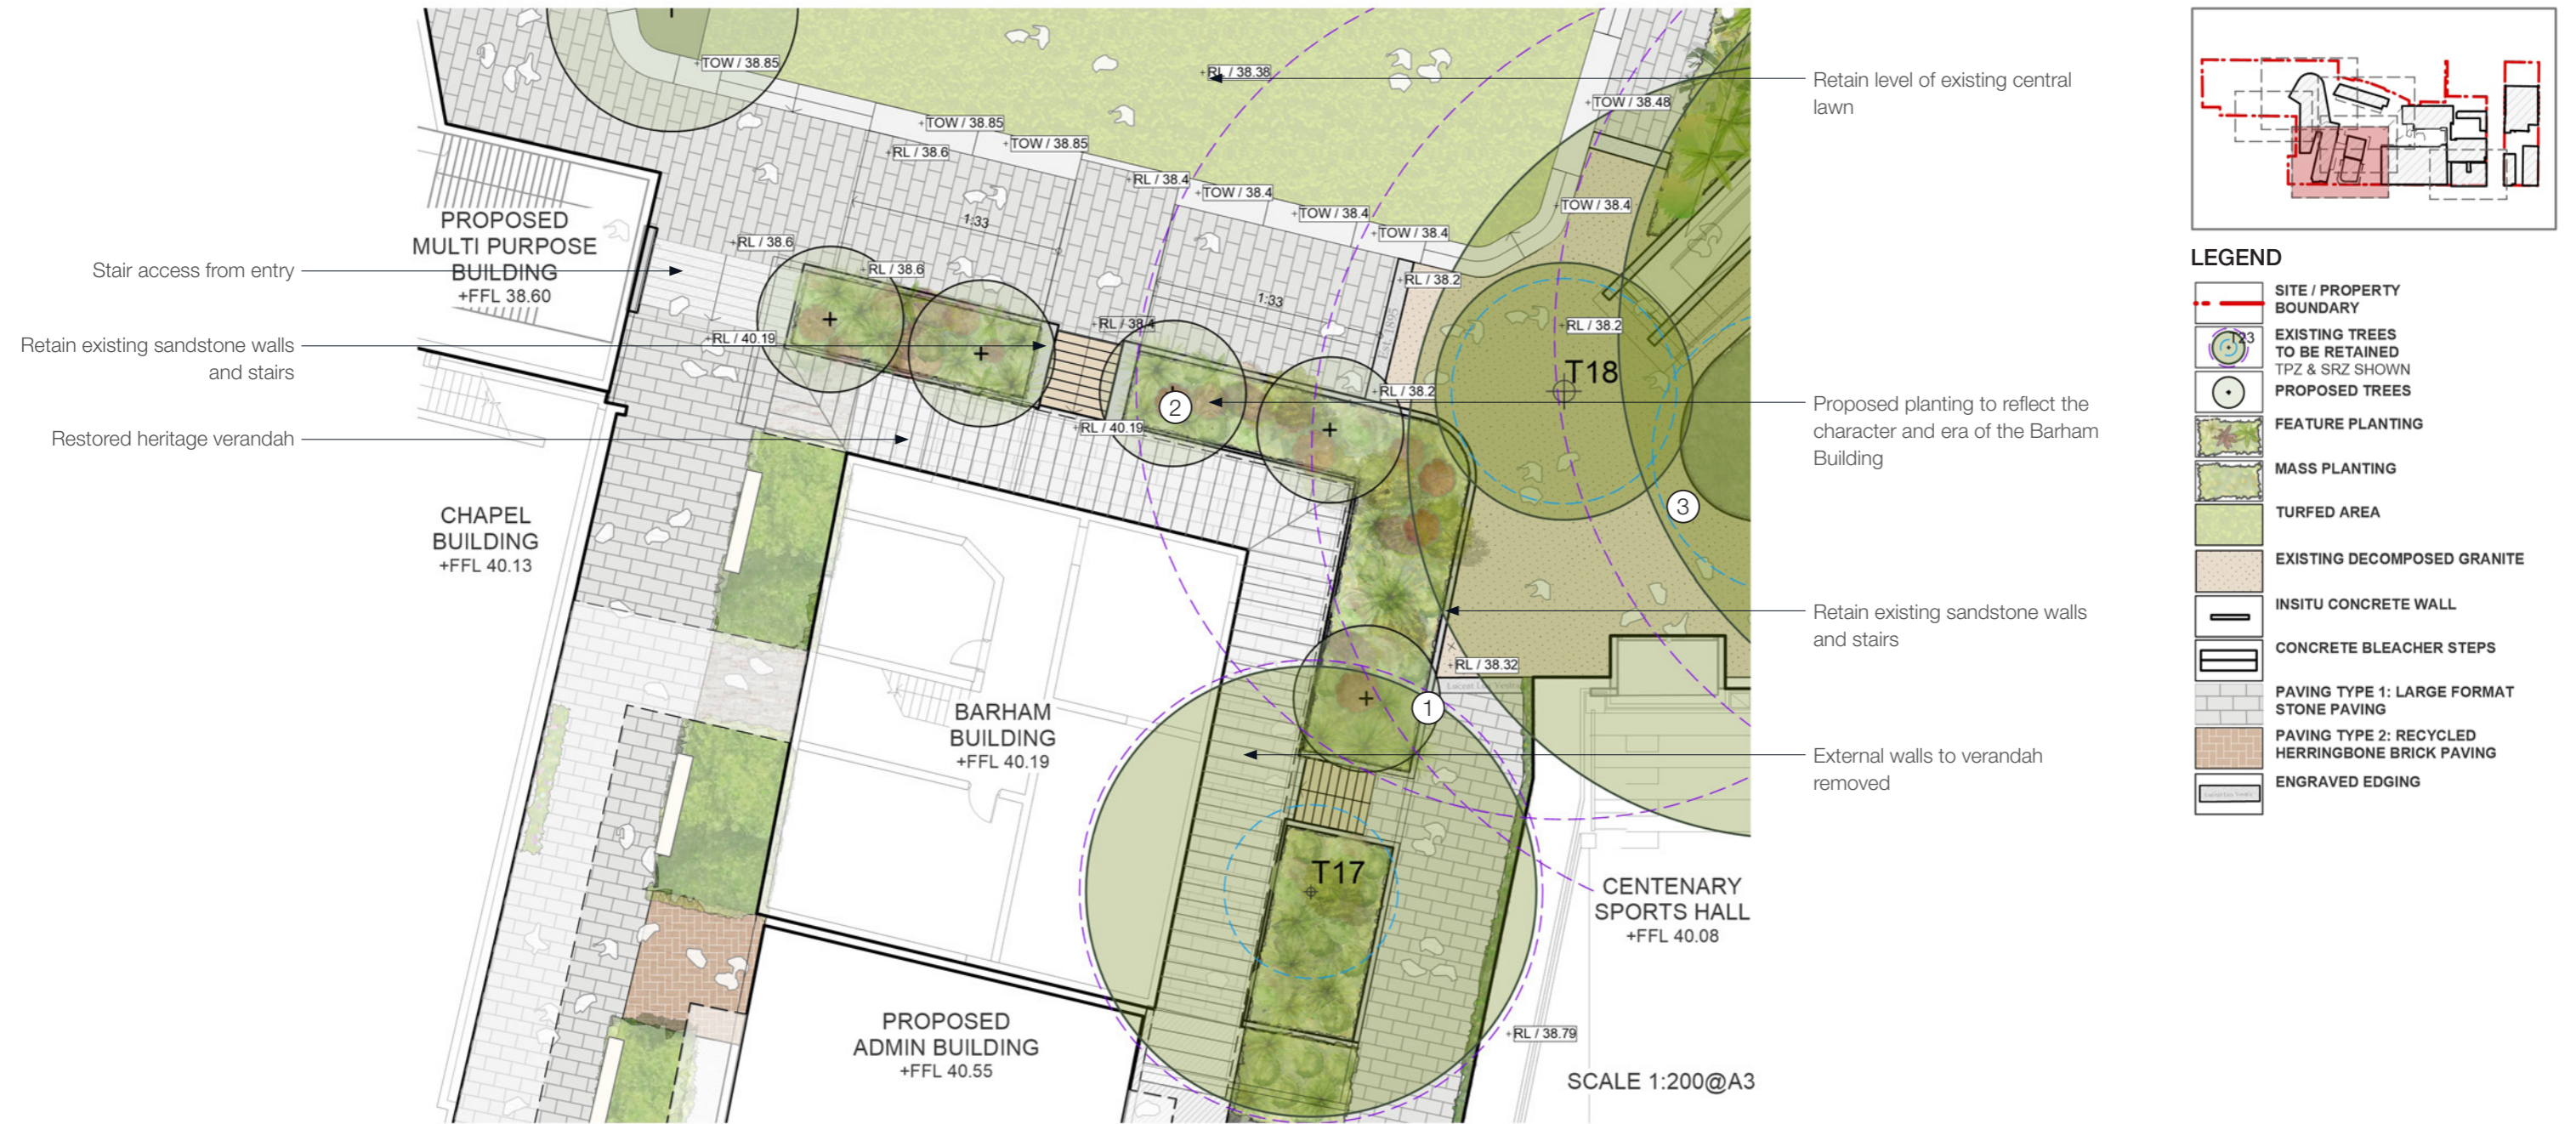 TOW / 38.85
RL / 38.38
TOW / 38.48
TOW / 38.85
TOW / 38.85
RL / 38.6
RL / 38.4
TOW / 38.4
TOW / 38.4
TOW / 38.4
TOW / 38.4
1:33
RL / 38.6
RL / 38.6
RL / 38.2
1:33
RL / 38.4
RL / 38.2
RL / 40.19
T18
RL / 38.2
RL / 40.19
2
3
RL / 38.32
1
T17
RL / 38.79
PROPOSED
MULTI PURPOSE
BUILDING
+FFL 38.60
CHAPEL
BUILDING
+FFL 40.13
BARHAM
BUILDING
+FFL 40.19
PROPOSED
ADMIN BUILDING
+FFL 40.55
CENTENARY
SPORTS HALL
+FFL 40.08
SCALE 1:200@A3
Stair access from entry
Retain existing sandstone walls
and stairs
Restored heritage verandah
Retain level of existing central
lawn
Proposed planting to reflect the
character and era of the Barham
Building
Retain existing sandstone walls
and stairs
External walls to verandah
removed
LEGEND
SITE / PROPERTY
BOUNDARY
T23
EXISTING TREES
TO BE RETAINED
TPZ & SRZ SHOWN
PROPOSED TREES
FEATURE PLANTING
MASS PLANTING
TURFED AREA
EXISTING DECOMPOSED GRANITE
INSITU CONCRETE WALL
CONCRETE BLEACHER STEPS
PAVING TYPE 1: LARGE FORMAT
STONE PAVING
PAVING TYPE 2: RECYCLED
HERRINGBONE BRICK PAVING
ENGRAVED EDGING